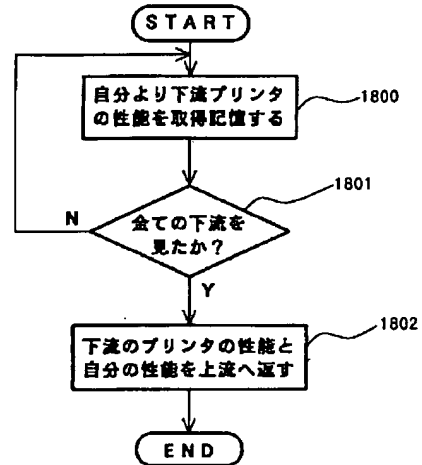 START
自分より下流プリンタ
の性能を取得記憶する
1800
1801
全ての下流を
見たか？
N
Y
1802
下流のプリンタの性能と
自分の性能を上流へ返す
END